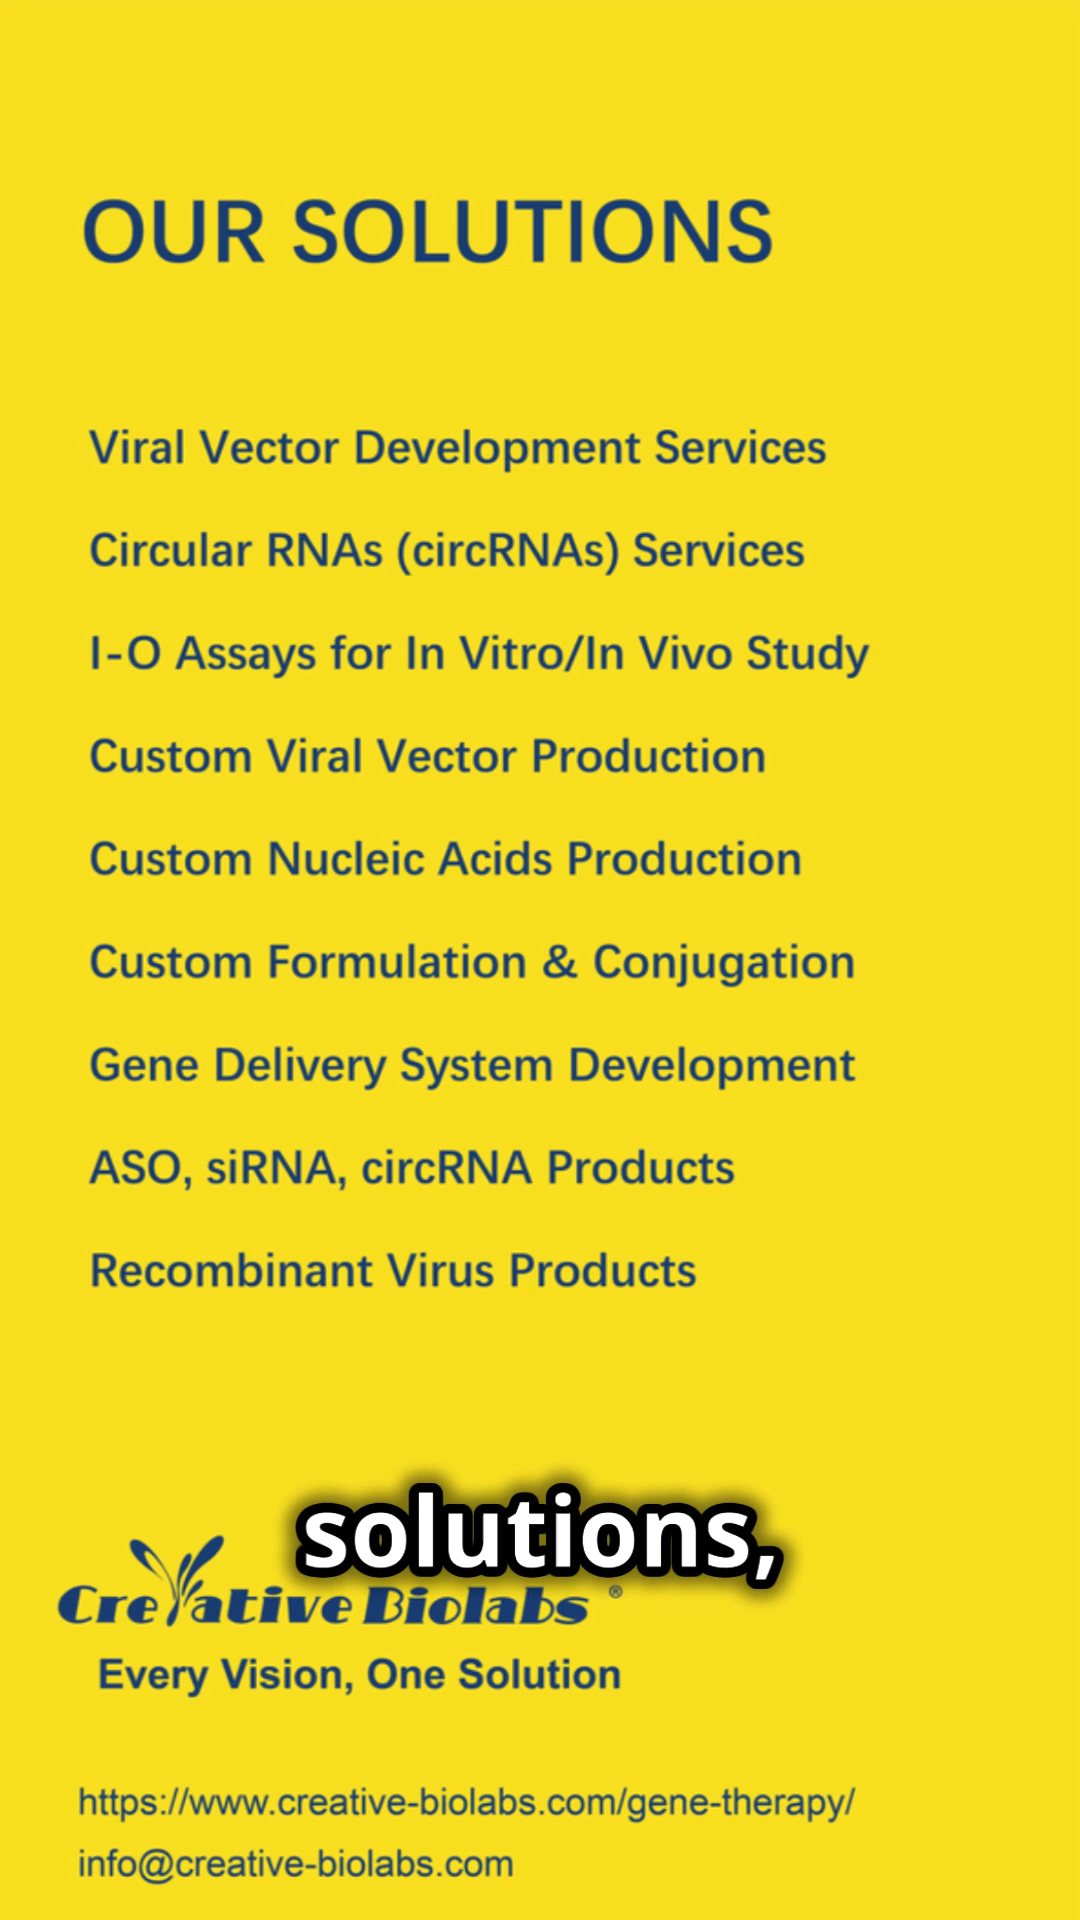 OUR SOLUTIONS
Viral Vector Development Services
Circular RNAs (circRNAs) Services
I-O Assays for In Vitro/In Vivo Study
Custom Viral Vector Production
Custom Nucleic Acids Production
Custom Formulation & Conjugation
Gene Delivery System Development
ASO, siRNA, circRNA Products
Recombinant Virus Products
solutions,
Creative Biolabs ®
Every Vision, One Solution
https://www.creative-biolabs.com/gene-therapy/
info@creative-biolabs.com